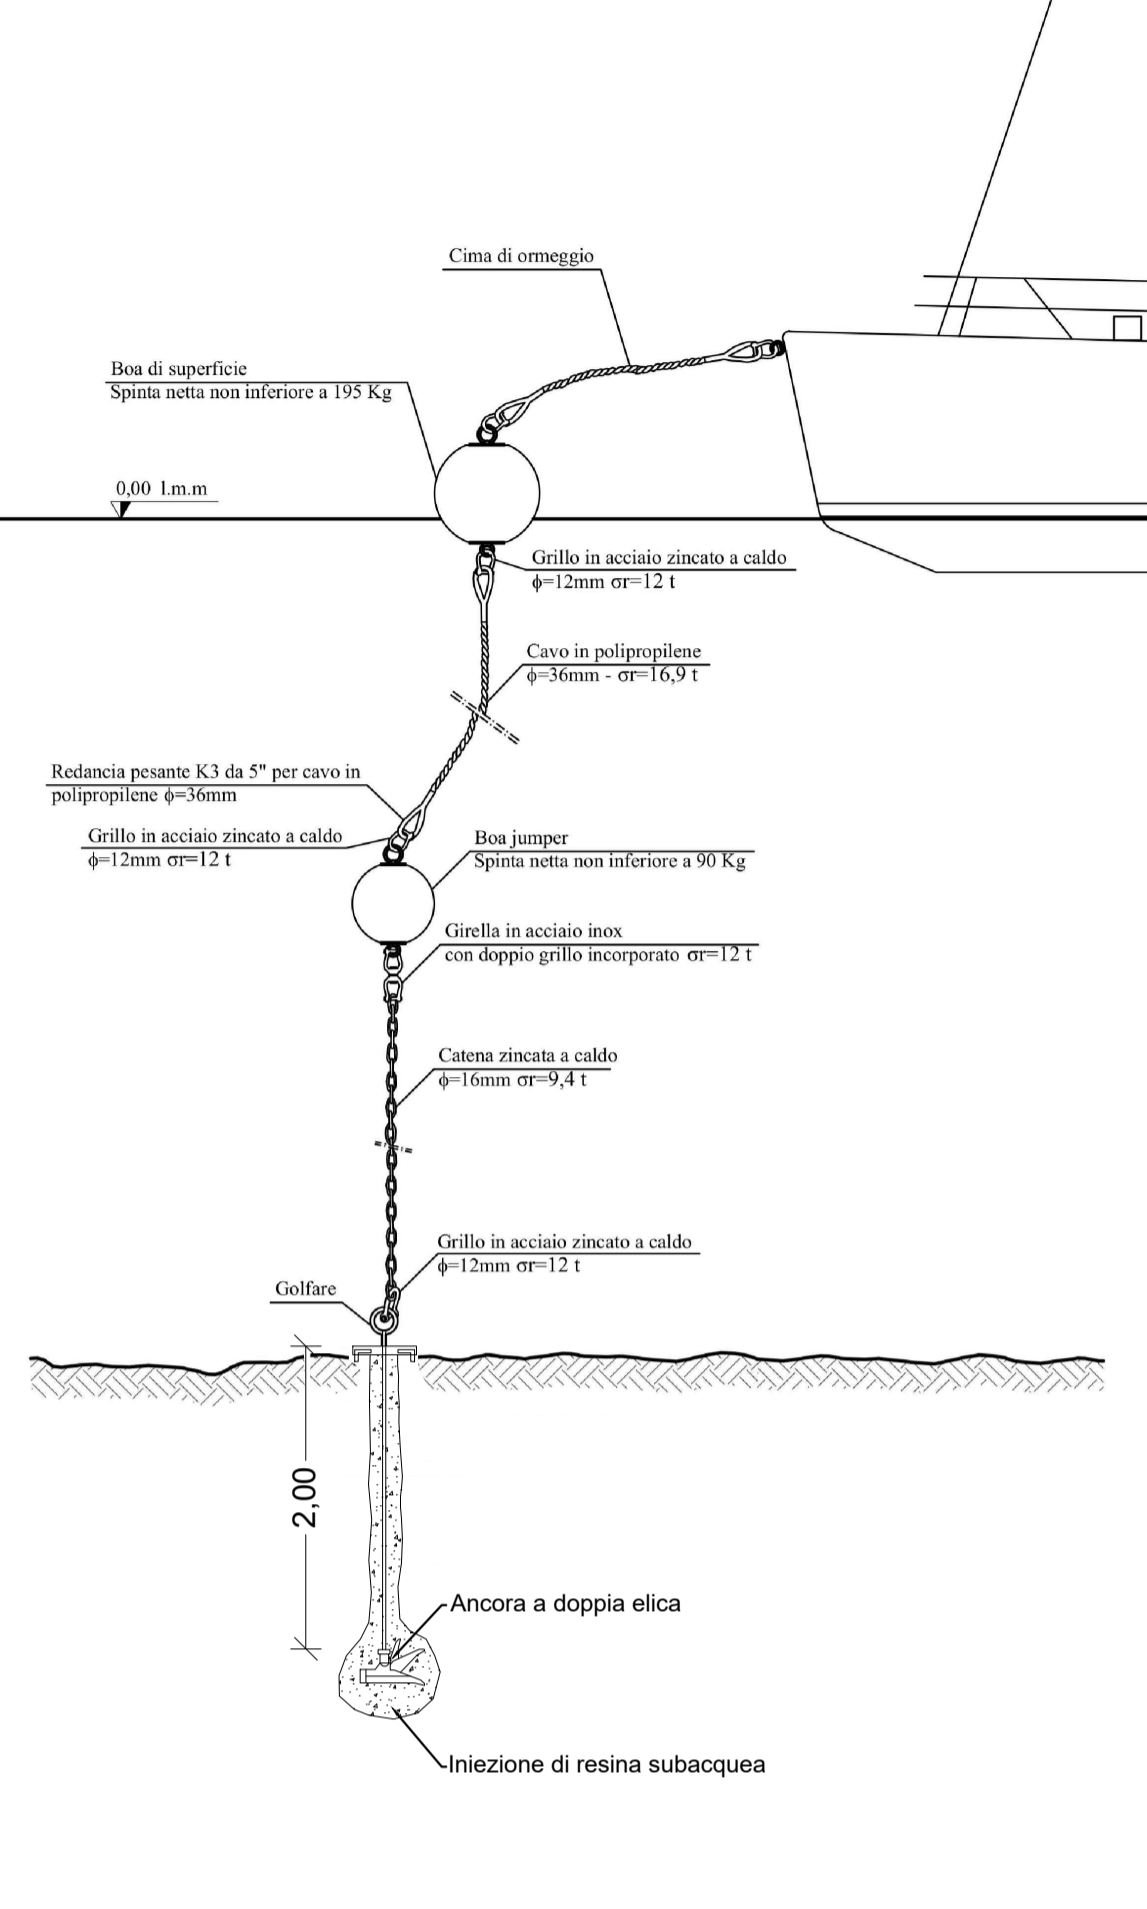 Cima di ormeggio
Boa di superficie
Spinta netta non inferiore a 195 Kg
0,00 l.m.m
Grillo in acciaio zincato a caldo
ϕ=12mm σr=12 t
Cavo in polipropilene
ϕ=36mm - σr=16,9 t
Redancia pesante K3 da 5" per cavo in
polipropilene ϕ=36mm
Grillo in acciaio zincato a caldo
ϕ=12mm σr=12 t
Boa jumper
Spinta netta non inferiore a 90 Kg
Girella in acciaio inox
con doppio grillo incorporato σr=12 t
Catena zincata a caldo
ϕ=16mm σr=9,4 t
Grillo in acciaio zincato a caldo
ϕ=12mm σr=12 t
Golfare
2,00
Ancora a doppia elica
Iniezione di resina subacquea